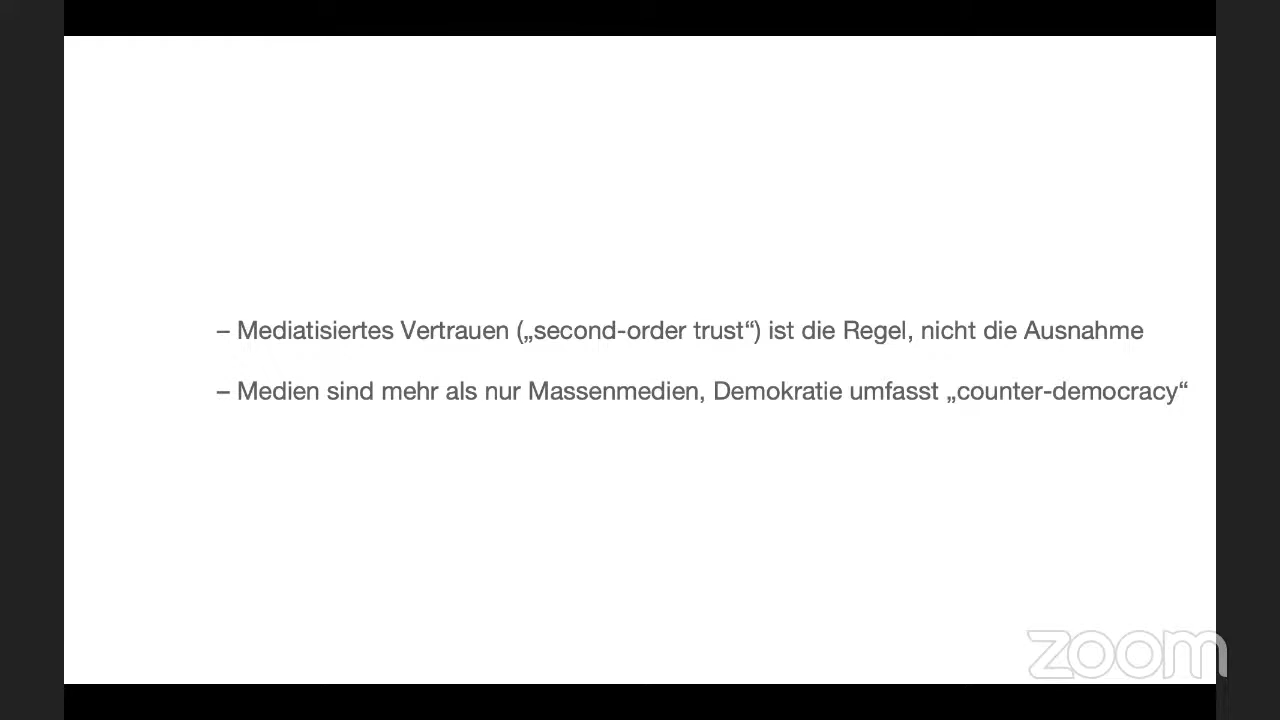 – Mediatisiertes Vertrauen („second-order trust“) ist die Regel, nicht die Ausnahme
– Medien sind mehr als nur Massenmedien, Demokratie umfasst „counter-democracy“
zoom